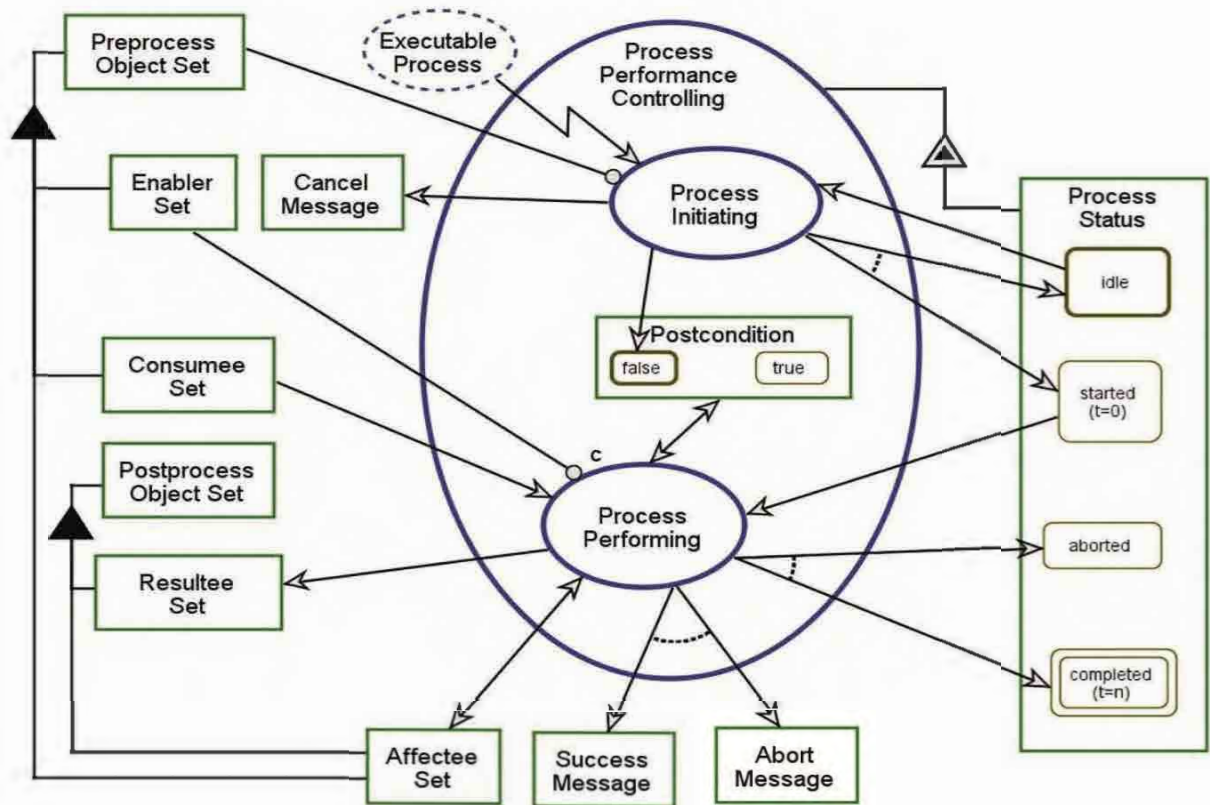 Preprocess
Object Set
Executable
Process
Process
Performance
Controlling
Enabler
Set
Cancel
Message
Process
Initiating
Process
Status
idle
Postcondition
false
true
Consumee
Set
started
(t=0)
Postprocess
Object Set
c
Process
Performing
aborted
Resultee
Set
completed
(t=n)
Affectee
Set
Success
Message
Abort
Message